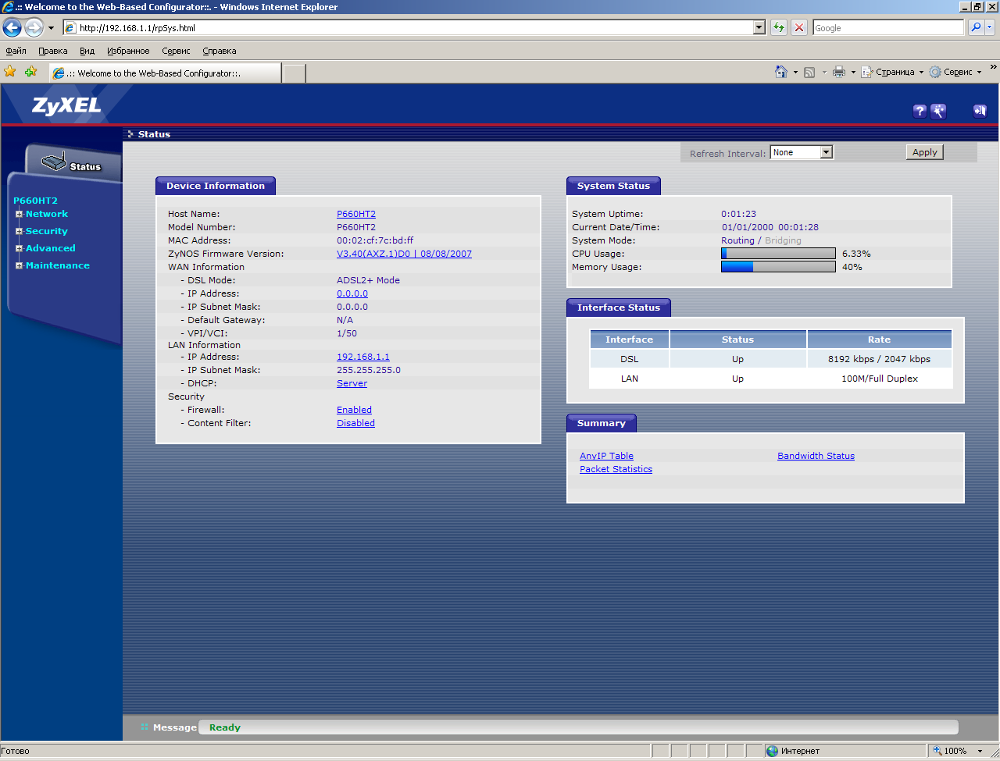 .:: Welcome to the Web-Based Configurator::. - Windows Internet Explorer
http://192.168.1.1/rpSys.html
Google
Файл Правка Вид Избранное Сервис Справка
.:: Welcome to the Web-Based Configurator::.
Страница Сервис »
ZyXEL
?
Status
Refresh Interval: None Apply
Status
P660HT2
Network
Security
Advanced
Maintenance
Device Information
Host Name: P660HT2
Model Number: P660HT2
MAC Address: 00:02:cf:7c:bd:ff
ZyNOS Firmware Version: V3.40(AXZ.1)D0 | 08/08/2007
WAN Information
- DSL Mode: ADSL2+ Mode
- IP Address: 0.0.0.0
- IP Subnet Mask: 0.0.0.0
- Default Gateway: N/A
- VPI/VCI: 1/50
LAN Information
- IP Address: 192.168.1.1
- IP Subnet Mask: 255.255.255.0
- DHCP: Server
Security
- Firewall: Enabled
- Content Filter: Disabled
System Status
System Uptime: 0:01:23
Current Date/Time: 01/01/2000 00:01:28
System Mode: Routing / Bridging
CPU Usage: 6.33%
Memory Usage: 40%
Interface Status
Interface Status Rate
DSL Up 8192 kbps / 2047 kbps
LAN Up 100M/Full Duplex
Summary
AnyIP Table Bandwidth Status
Packet Statistics
Message Ready
Готово Интернет 100%